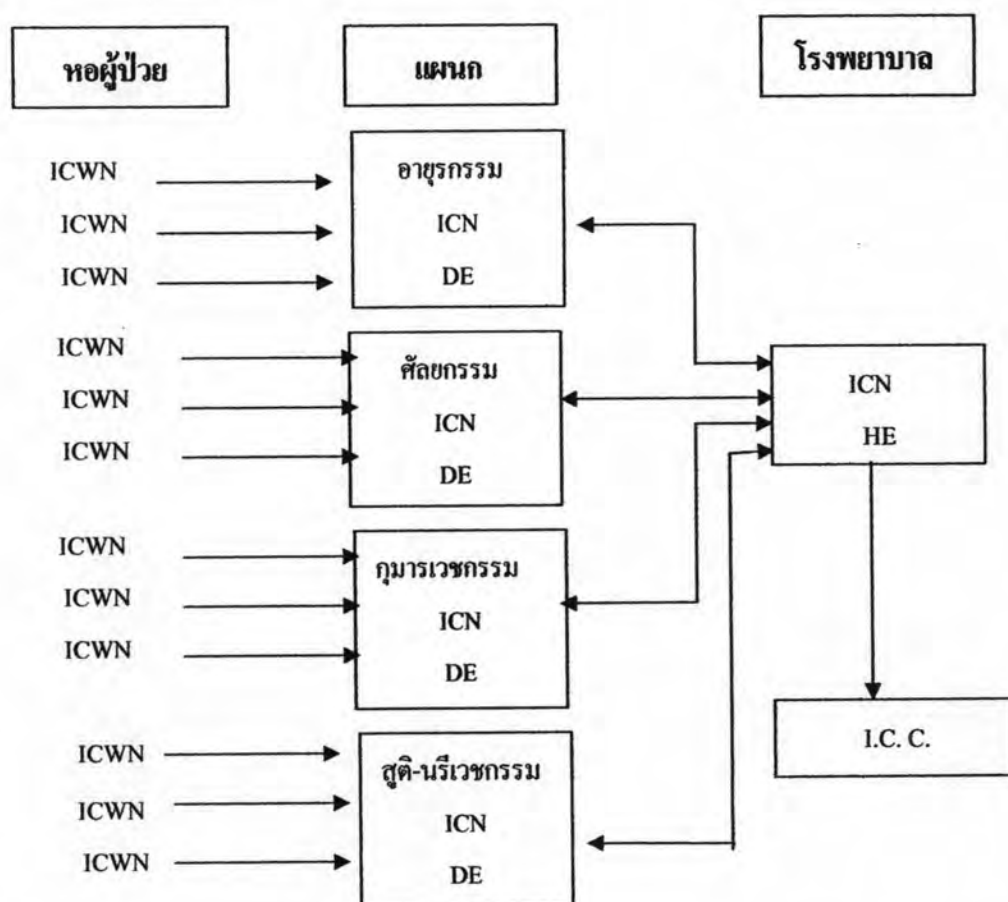 หอผู้ป่วย
แผนก
โรงพยาบาล
ICWN
ICWN
ICWN
อายุรกรรม
ICN
DE
ICWN
ICWN
ICWN
ศัลยกรรม
ICN
DE
ICN
HE
ICWN
ICWN
ICWN
กุมารเวชกรรม
ICN
DE
I.C. C.
ICWN
ICWN
ICWN
สูติ-นรีเวชกรรม
ICN
DE